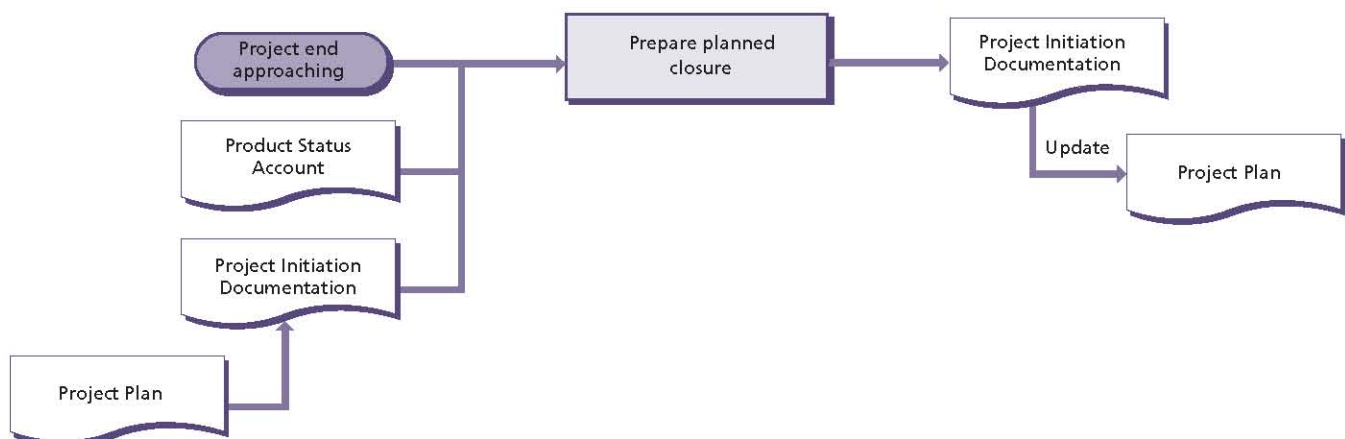 Project end
approaching
Prepare planned
closure
Project Initiation
Documentation
Product Status
Account
Update
Project Plan
Project Initiation
Documentation
Project Plan